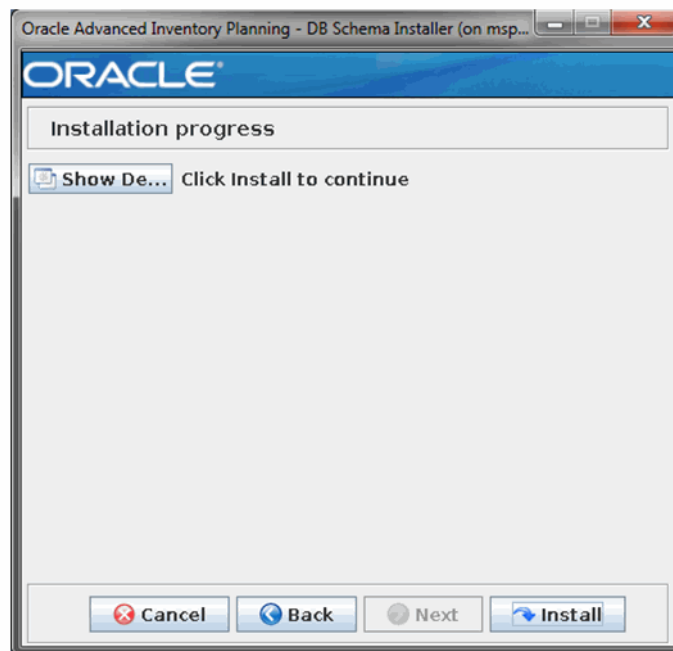 Oracle Advanced Inventory Planning - DB Schema Installer (on msp...
ORACLE®
Installation progress
Show De... Click Install to continue
Cancel Back Next Install